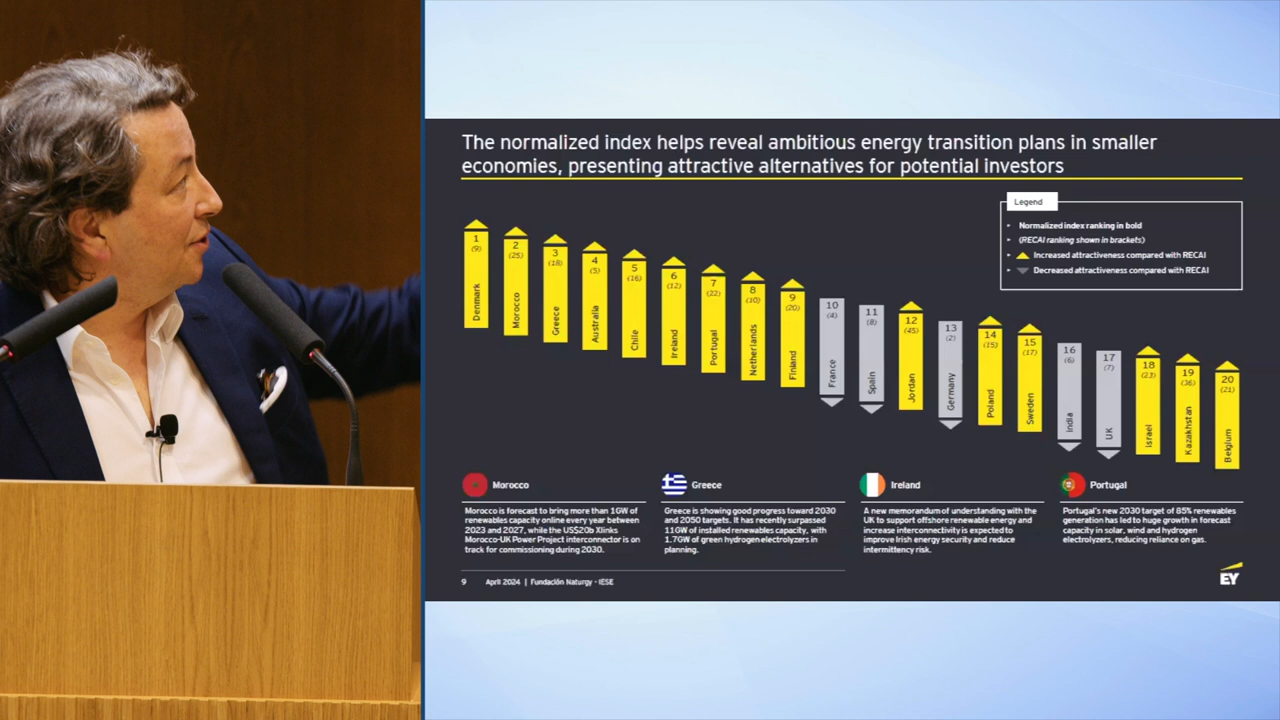 The normalized index helps reveal ambitious energy transition plans in smaller
economies, presenting attractive alternatives for potential investors
Legend
Normalized index ranking in bold
(RECAI ranking shown in brackets)
Increased attractiveness compared with RECAI
Decreased attractiveness compared with RECAI
1
(9)
Denmark
2
(25)
Morocco
3
(18)
Greece
4
(5)
Australia
5
(16)
Chile
6
(12)
Ireland
7
(22)
Portugal
8
(10)
Netherlands
9
(20)
Finland
10
(4)
France
11
(8)
Spain
12
(45)
Jordan
13
(2)
Germany
14
(15)
Poland
15
(17)
Sweden
16
(6)
India
17
(7)
UK
18
(23)
Israel
19
(36)
Kazakhstan
20
(21)
Belgium
Morocco
Morocco is forecast to bring more than 1GW of
renewables capacity online every year between
2023 and 2027, while the US$20b Xlinks
Morocco-UK Power Project interconnector is on
track for commissioning during 2030.
Greece
Greece is showing good progress toward 2030
and 2050 targets. It has recently surpassed
11GW of installed renewables capacity, with
1.7GW of green hydrogen electrolyzers in
planning.
Ireland
A new memorandum of understanding with the
UK to support offshore renewable energy and
increase interconnectivity is expected to
improve Irish energy security and reduce
intermittency risk.
Portugal
Portugal's new 2030 target of 85% renewables
generation has led to huge growth in forecast
capacity in solar, wind and hydrogen
electrolyzers, reducing reliance on gas.
9 April 2024 | Fundación Naturgy - IESE
EY